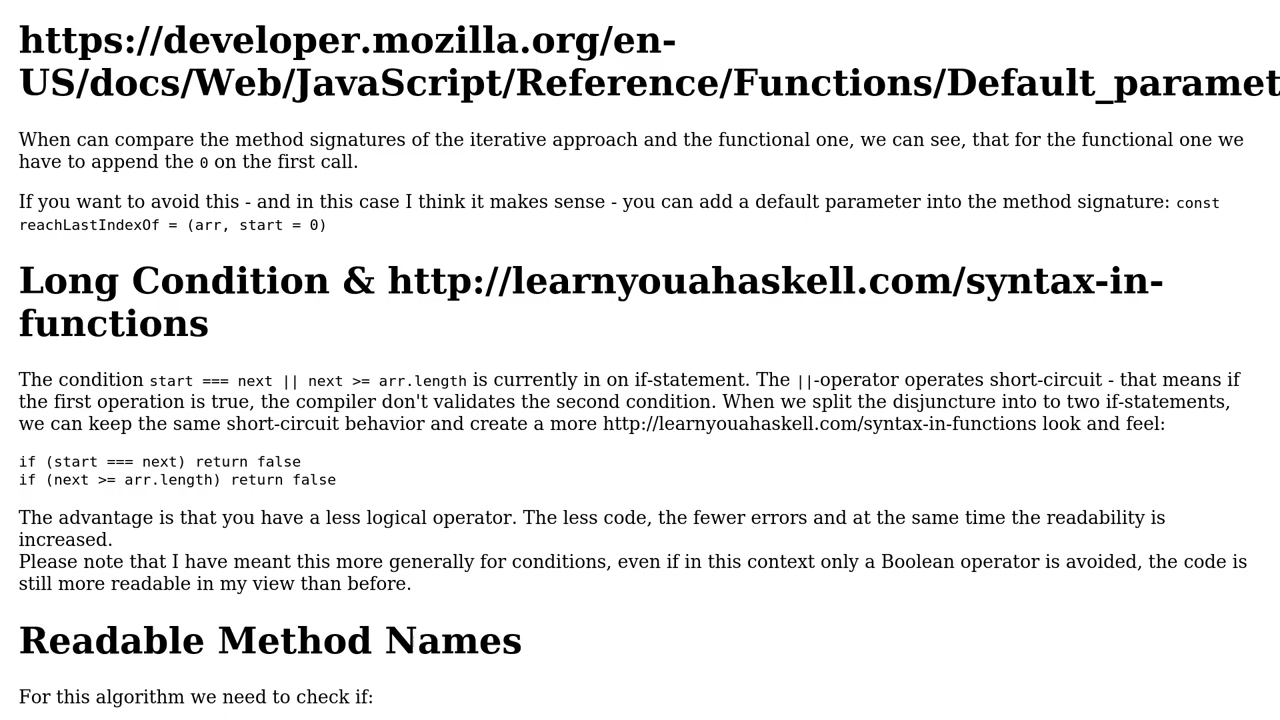 https://developer.mozilla.org/en-
US/docs/Web/JavaScript/Reference/Functions/Default_paramet
When can compare the method signatures of the iterative approach and the functional one, we can see, that for the functional one we
have to append the 0 on the first call.
If you want to avoid this - and in this case I think it makes sense - you can add a default parameter into the method signature: const
reachLastIndexOf = (arr, start = 0)
Long Condition & http://learnyouahaskell.com/syntax-in-
functions
The condition start === next || next >= arr.length is currently in on if-statement. The ||-operator operates short-circuit - that means if
the first operation is true, the compiler don't validates the second condition. When we split the disjuncture into to two if-statements,
we can keep the same short-circuit behavior and create a more http://learnyouahaskell.com/syntax-in-functions look and feel:
if (start === next) return false
if (next >= arr.length) return false
The advantage is that you have a less logical operator. The less code, the fewer errors and at the same time the readability is
increased.
Please note that I have meant this more generally for conditions, even if in this context only a Boolean operator is avoided, the code is
still more readable in my view than before.
Readable Method Names
For this algorithm we need to check if: